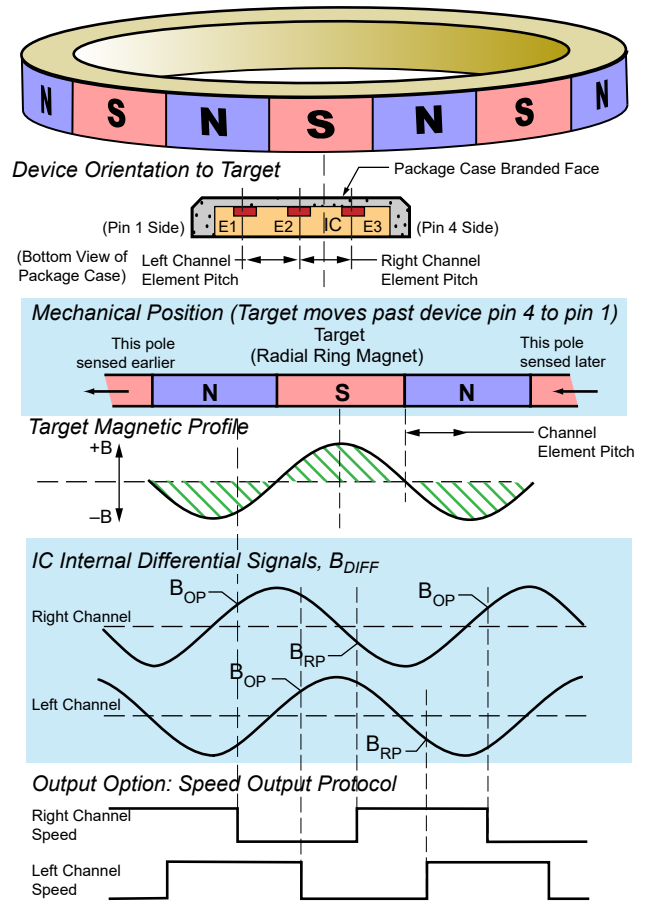 N S N S N S N
Device Orientation to Target
Package Case Branded Face
(Pin 1 Side) E1 E2 IC E3 (Pin 4 Side)
(Bottom View of
Package Case)
Left Channel
Element Pitch
Right Channel
Element Pitch
Mechanical Position (Target moves past device pin 4 to pin 1)
This pole
sensed earlier
Target
(Radial Ring Magnet)
This pole
sensed later
N S N
Target Magnetic Profile
+B
–B
Channel
Element Pitch
IC Internal Differential Signals, BDIFF
BOP
BOP
Right Channel
BRP
BOP
Left Channel
BRP
Output Option: Speed Output Protocol
Right Channel
Speed
Left Channel
Speed